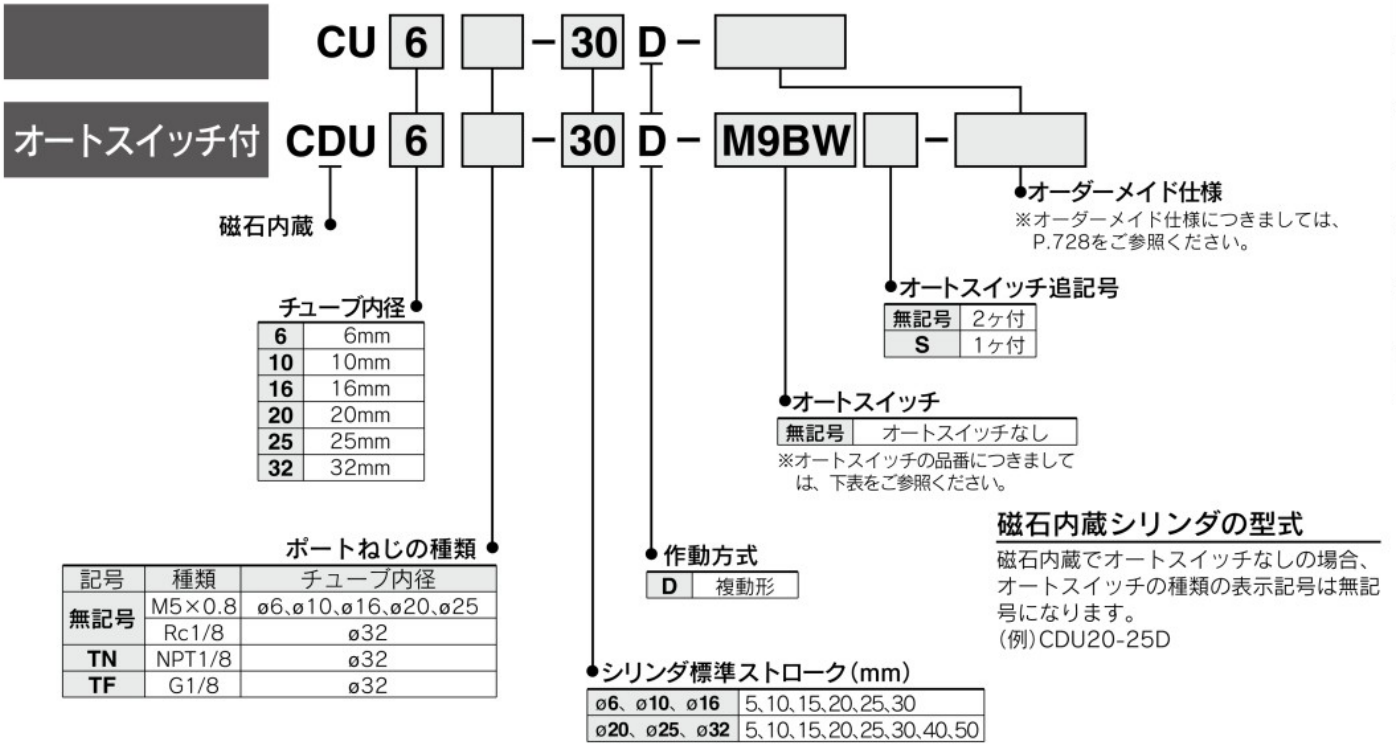 CU 6 - 30 D -
オートスイッチ付 CDU 6 - 30 D - M9BW -
磁石内蔵
オーダーメイド仕様
※オーダーメイド仕様につきましては、
P.728をご参照ください。
オートスイッチ追記号
無記号 2ヶ付
S 1ヶ付
チューブ内径
6 6mm
10 10mm
16 16mm
20 20mm
25 25mm
32 32mm
オートスイッチ
無記号 オートスイッチなし
※オートスイッチの品番につきまして
は、下表をご参照ください。
ポートねじの種類
記号 種類 チューブ内径
無記号 M5×0.8 ø6、ø10、ø16、ø20、ø25
Rc1/8 ø32
TN NPT1/8 ø32
TF G1/8 ø32
作動方式
D 複動形
磁石内蔵シリンダの型式
磁石内蔵でオートスイッチなしの場合、
オートスイッチの種類の表示記号は無記
号になります。
(例)CDU20-25D
シリンダ標準ストローク(mm)
ø6、ø10、ø16 5、10、15、20、25、30
ø20、ø25、ø32 5、10、15、20、25、30、40、50